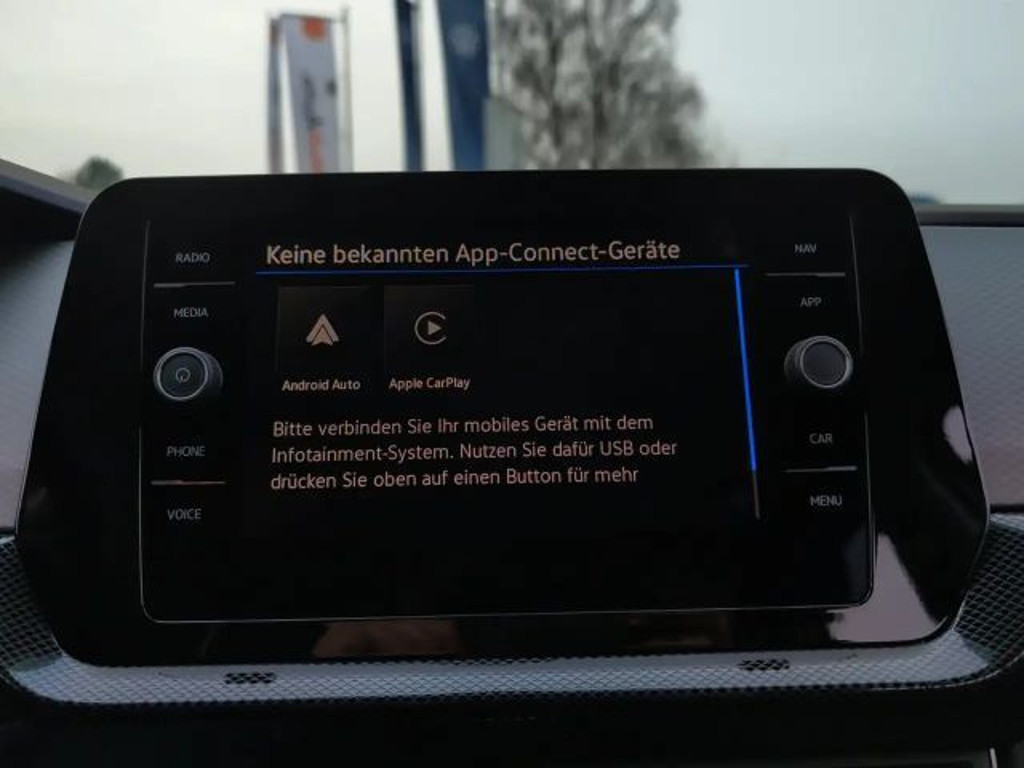 RADIO
MEDIA
PHONE
VOICE
Keine bekannten App-Connect-Geräte
Android Auto
Apple CarPlay
Bitte verbinden Sie Ihr mobiles Gerät mit dem
Infotainment-System. Nutzen Sie dafür USB oder
drücken Sie oben auf einen Button für mehr
NAV
APP
CAR
MENU